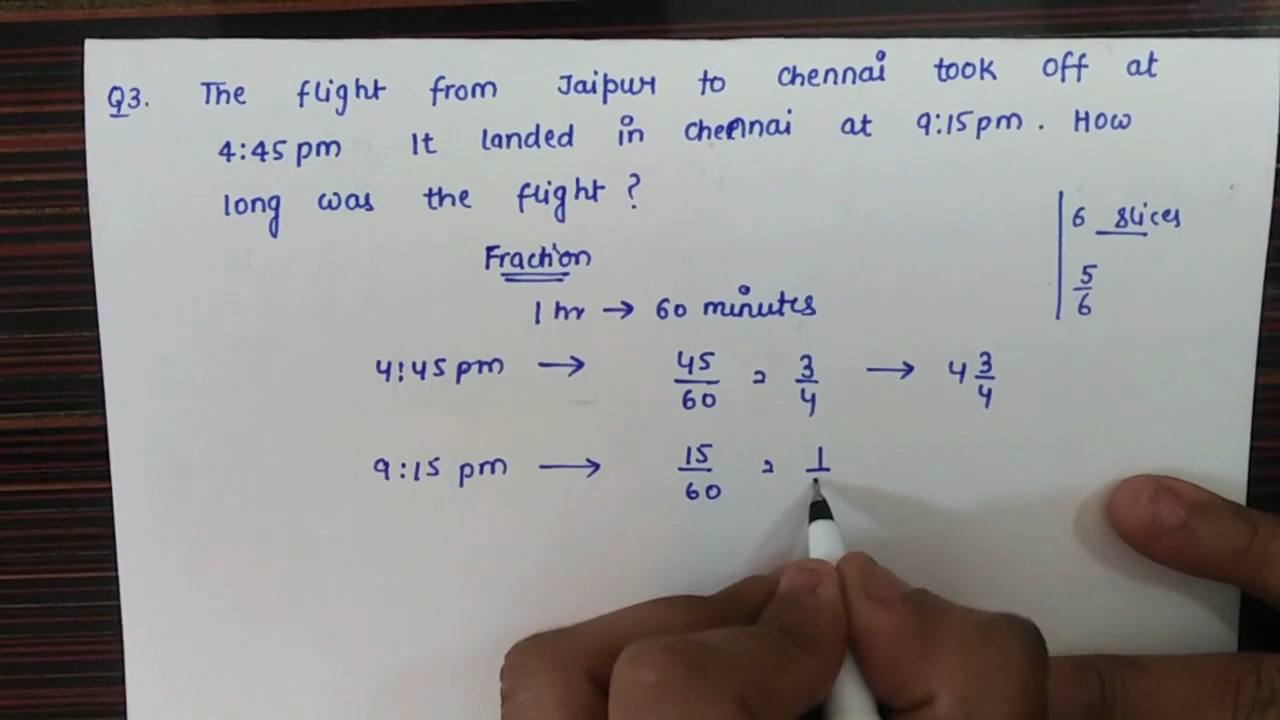 Q3. The flight from Jaipur to chennai took off at
4:45 pm It landed in chennai at 9:15 pm. How
long was the flight?
6 slices
5/6
Fraction
1 hr → 60 minutes
4:45 pm → 45/60 = 3/4 → 4 3/4
9:15 pm → 15/60 = 1